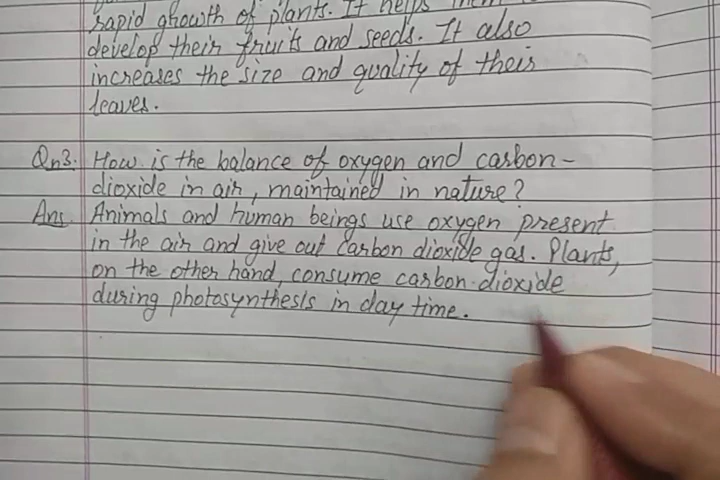 rapid growth of plants. It helps them
develop their fruits and seeds. It also
increases the size and quality of their
leaves.
Qn3. How is the balance of oxygen and carbon-
dioxide in air, maintained in nature?
Ans. Animals and human beings use oxygen present
in the air and give out carbon dioxide gas. Plants,
on the other hand, consume carbon-dioxide
during photosynthesis in day time.